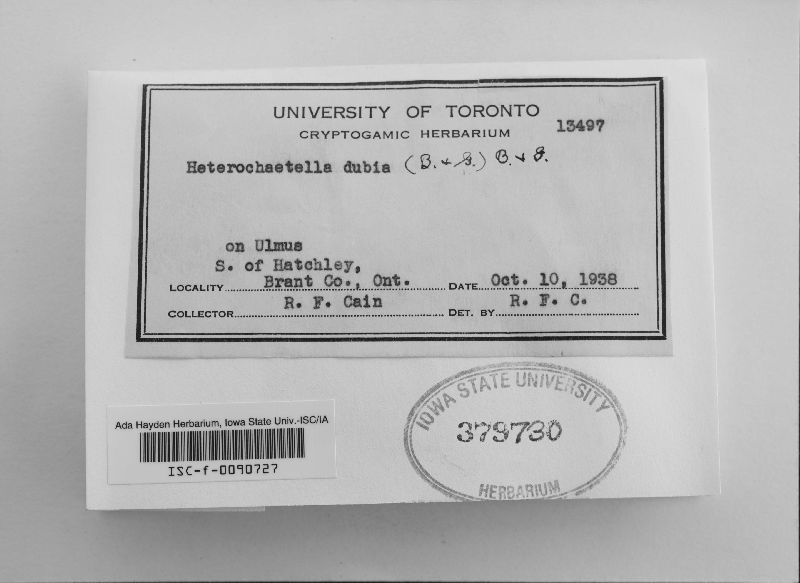 UNIVERSITY OF TORONTO
CRYPTOGAMIC HERBARIUM 13497
Heterochaetella dubia (B. & G.) B. & G.
on Ulmus
S. of Hatchley,
LOCALITY Brant Co., Ont. DATE Oct. 10, 1938
COLLECTOR R. F. Cain DET. BY R. F. C.
Ada Hayden Herbarium, Iowa State Univ.-ISC/IA
ISC-f-0090727
IOWA STATE UNIVERSITY
379730
HERBARIUM